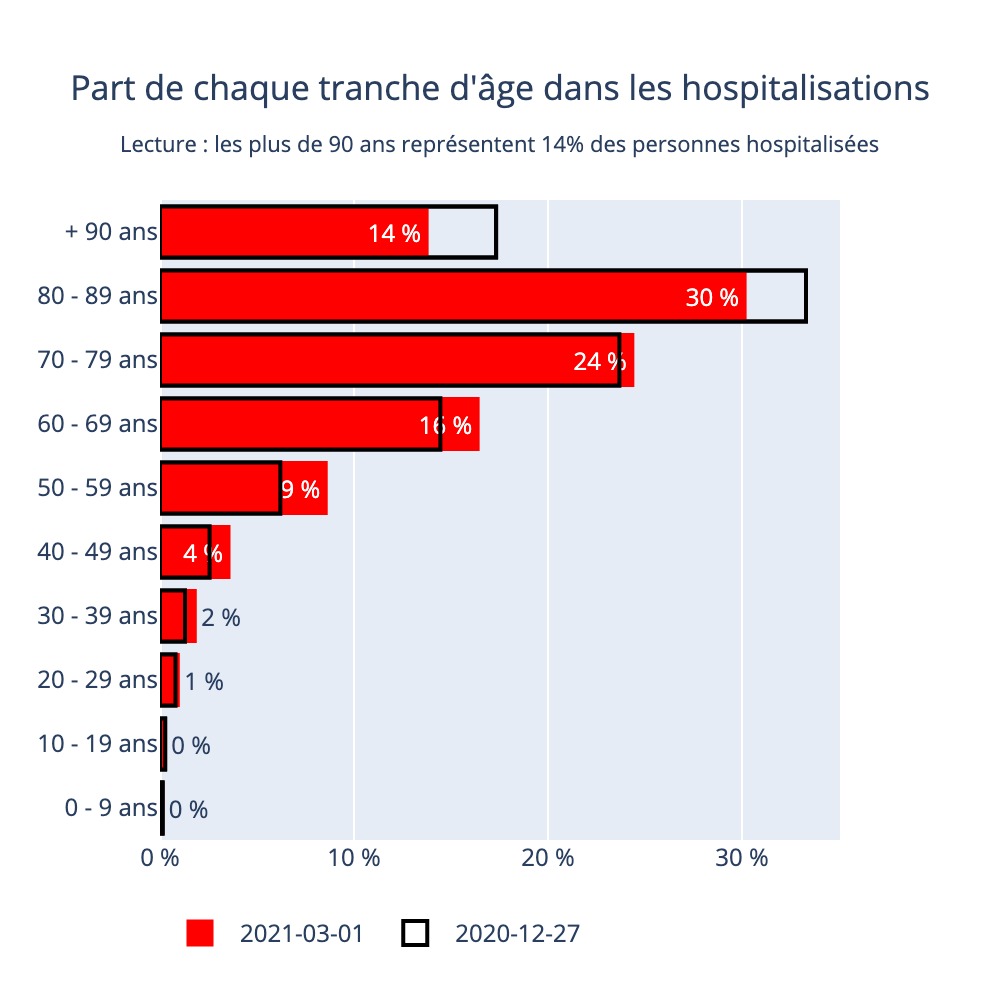 Part de chaque tranche d'âge dans les hospitalisations
Lecture : les plus de 90 ans représentent 14% des personnes hospitalisées
+ 90 ans 14 %
80 - 89 ans 30 %
70 - 79 ans 24 %
60 - 69 ans 16 %
50 - 59 ans 9 %
40 - 49 ans 4 %
30 - 39 ans 2 %
20 - 29 ans 1 %
10 - 19 ans 0 %
0 - 9 ans 0 %
0 % 10 % 20 % 30 %
2021-03-01 2020-12-27